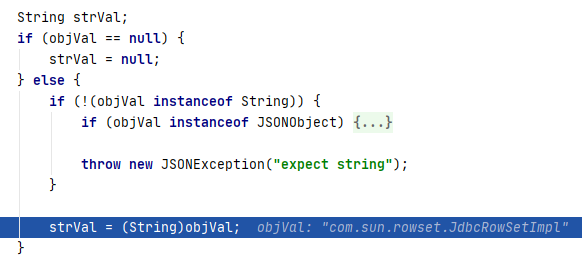 String strVal;
if (objVal == null) {
    strVal = null;
} else {
    if (!(objVal instanceof String)) {
        if (objVal instanceof JSONObject) {...}
        throw new JSONException("expect string");
    }
    strVal = (String)objVal;  objVal: "com.sun.rowset.JdbcRowSetImpl"
}